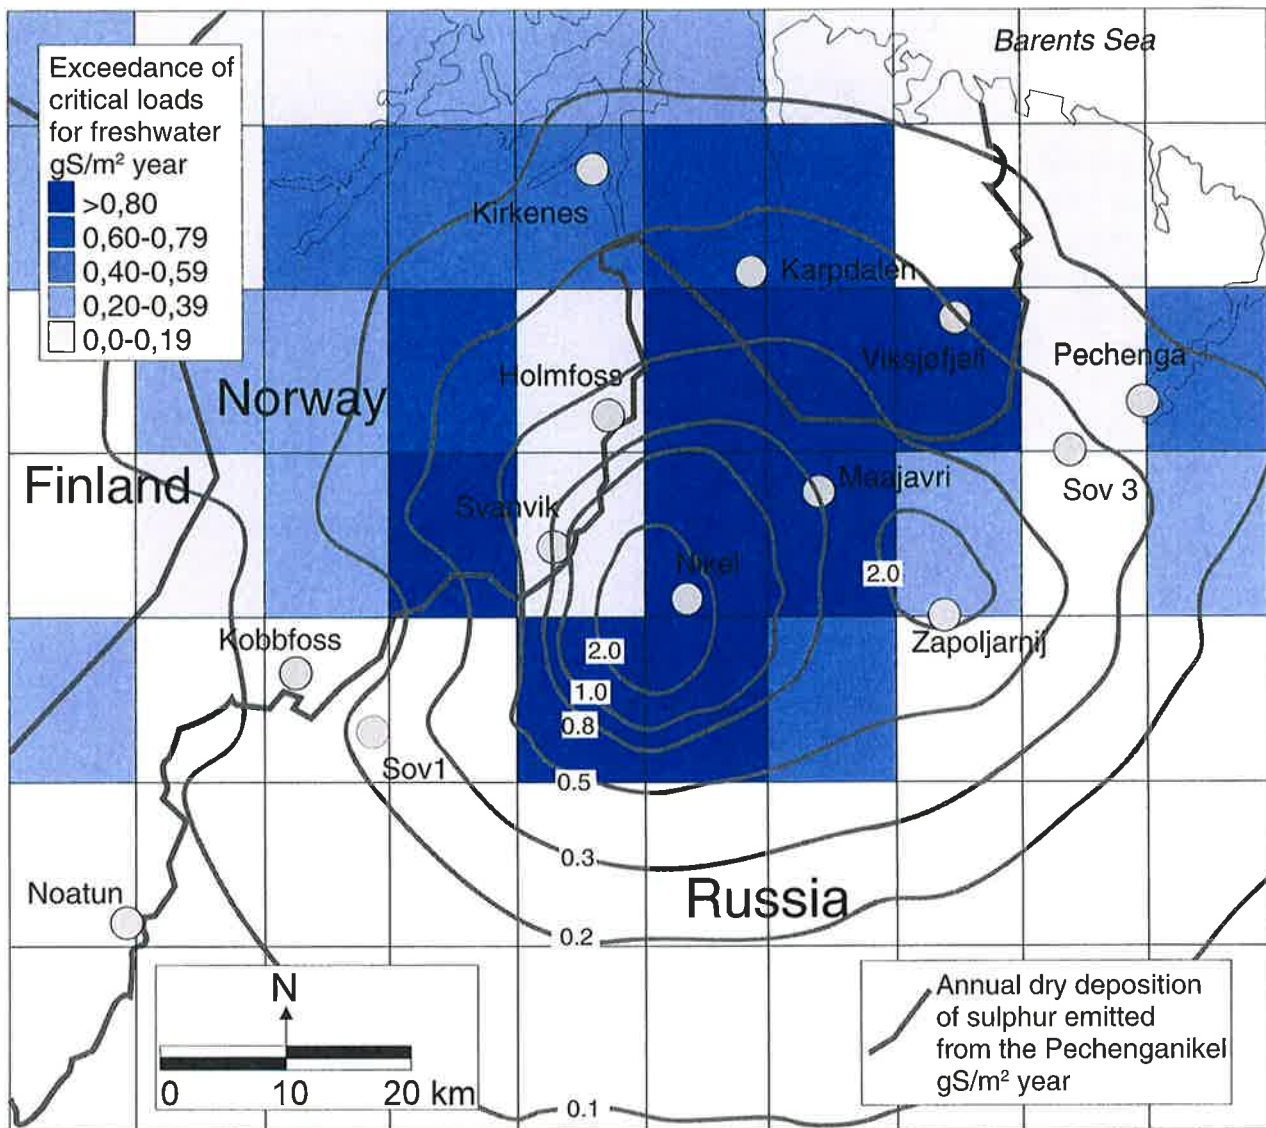 Barents Sea
Exceedance of
critical loads
for freshwater
gS/m² year
>0,80
0,60-0,79
0,40-0,59
0,20-0,39
0,0-0,19
Kirkenes
Karpdalen
Viksjøfjell
Pechenga
Holmfoss
Norway
Finland
Maajavri
Sov 3
Svanvik
Nikel
2.0
Zapoljarnij
Kobbfoss
2.0
1.0
0.8
Sov1
0.5
0.3
Russia
Noatun
0.2
N
0 10 20 km
Annual dry deposition
of sulphur emitted
from the Pechenganikel
gS/m² year
0.1